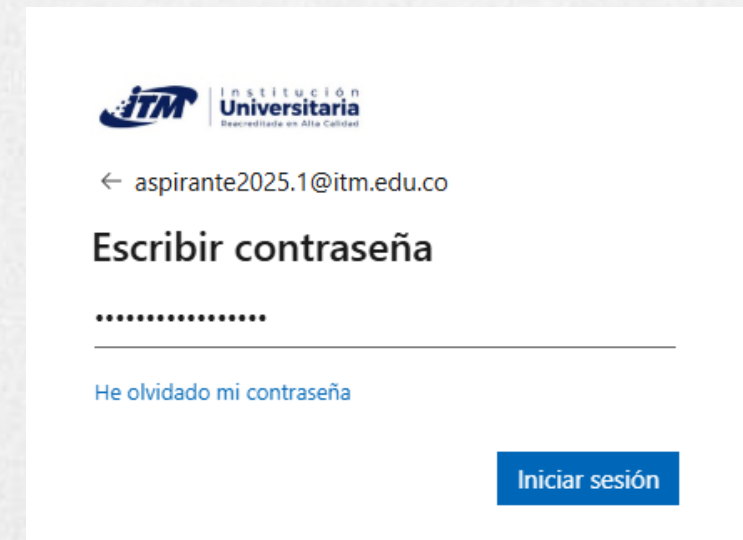 iTM
Institución
Universitaria
Reacreditada en Alta Calidad
← aspirante2025.1@itm.edu.co
Escribir contraseña
•••••••••••••••••
He olvidado mi contraseña
Iniciar sesión